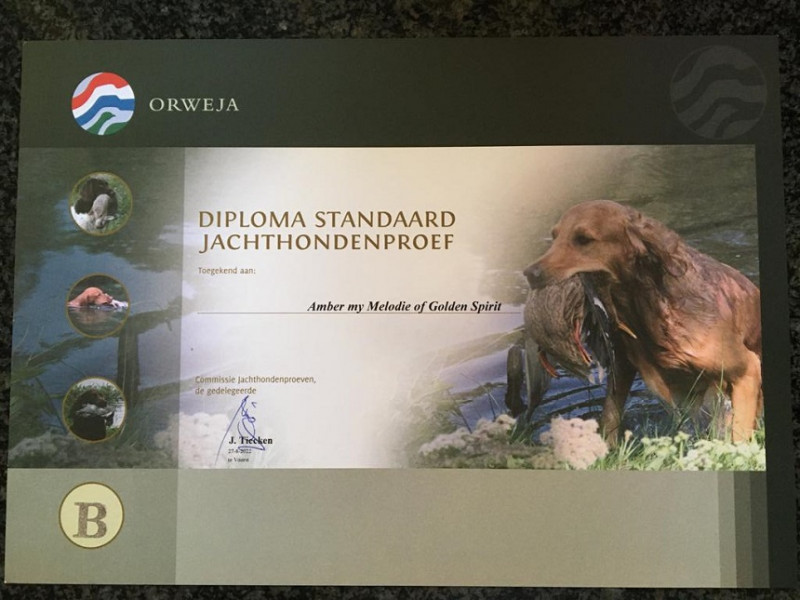 ORWEJA
DIPLOMA STANDAARD
JACHTHONDENPROEF
Toegekend aan:
Amber my Melodie of Golden Spirit
Commissie Jachthondenproeven,
de gedelegeerde
J. Tiecken
B